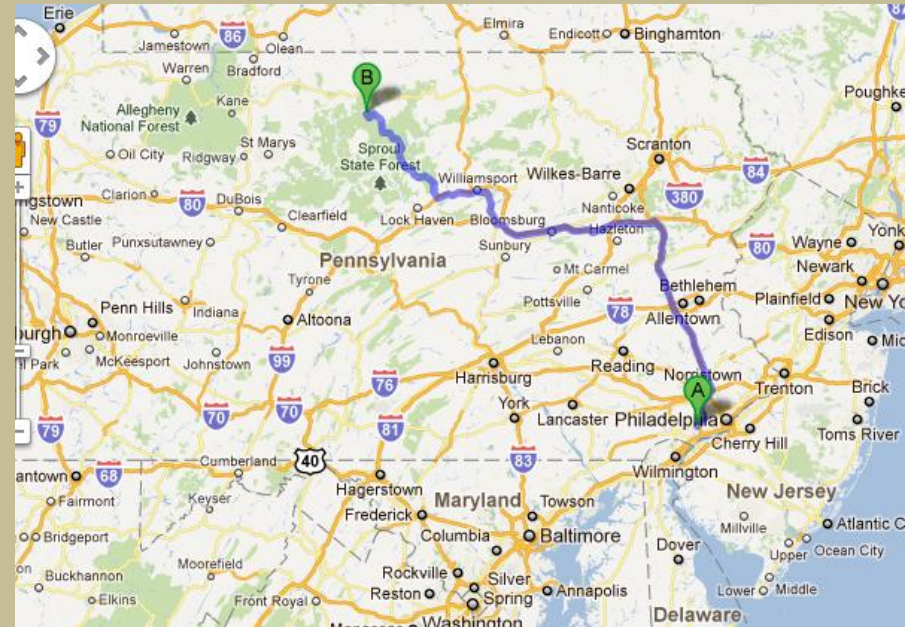 Erie
Elmira
Endicott
Binghamton
87
Jamestown
86
Olean
Warren
Bradford
B
Poughke
Allegheny
National Forest
Kane
79
Scranton
Oil City
Ridgway
St Marys
Sproul
State Forest
84
Williamsport
Wilkes-Barre
380
Clarion
80
DuBois
Lock Haven
Nanticoke
ngstown
New Castle
Clearfield
Bloomsburg
Hazleton
80
Wayne
Yonk
Butler
Punxsutawney
Sunbury
Pennsylvania
Mt Carmel
Newark
Tyrone
Bethlehem
Penn Hills
Indiana
Pottsville
78
Allentown
Plainfield
New Yo
burgh
Monroeville
Altoona
Edison
McKeesport
Johnstown
Lebanon
Mid
el Park
99
Harrisburg
Reading
Norristown
Trenton
76
A
Brick
70
70
York
Lancaster
Philadelphia
79
81
Cherry Hill
Toms River
Cumberland
40
83
Wilmington
antown
68
Hagerstown
New Jersey
Fairmont
Keyser
Maryland
Towson
Frederick
Millville
Atlantic C
Bridgeport
Columbia
Baltimore
Dover
Upper
Ocean City
Moorefield
Buckhannon
Rockville
Silver
Spring
Annapolis
Lower
Middle
Elkins
Front Royal
Reston
Delaware
Washington